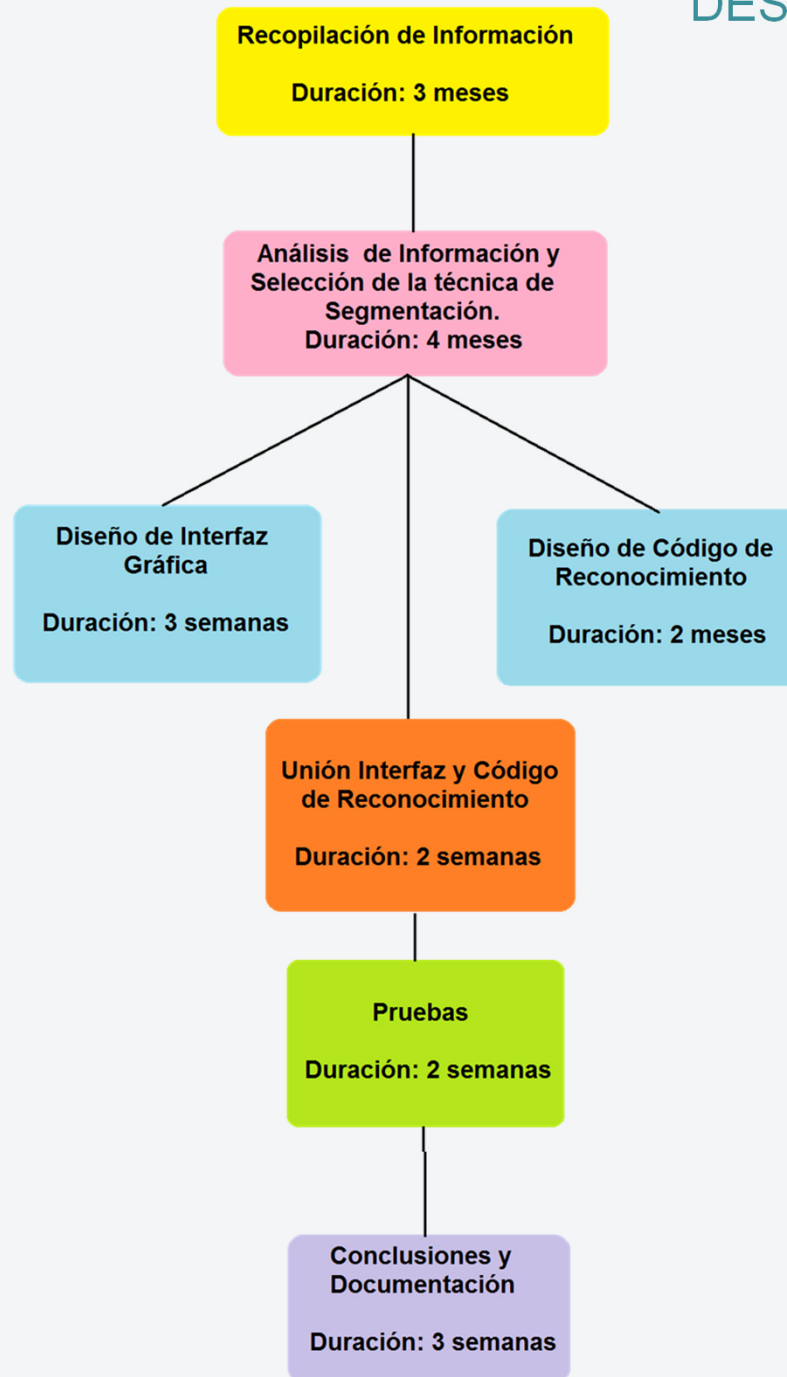 DES
Recopilación de Información
Duración: 3 meses
Análisis de Información y
Selección de la técnica de
Segmentación.
Duración: 4 meses
Diseño de Interfaz
Gráfica
Duración: 3 semanas
Diseño de Código de
Reconocimiento
Duración: 2 meses
Unión Interfaz y Código
de Reconocimiento
Duración: 2 semanas
Pruebas
Duración: 2 semanas
Conclusiones y
Documentación
Duración: 3 semanas